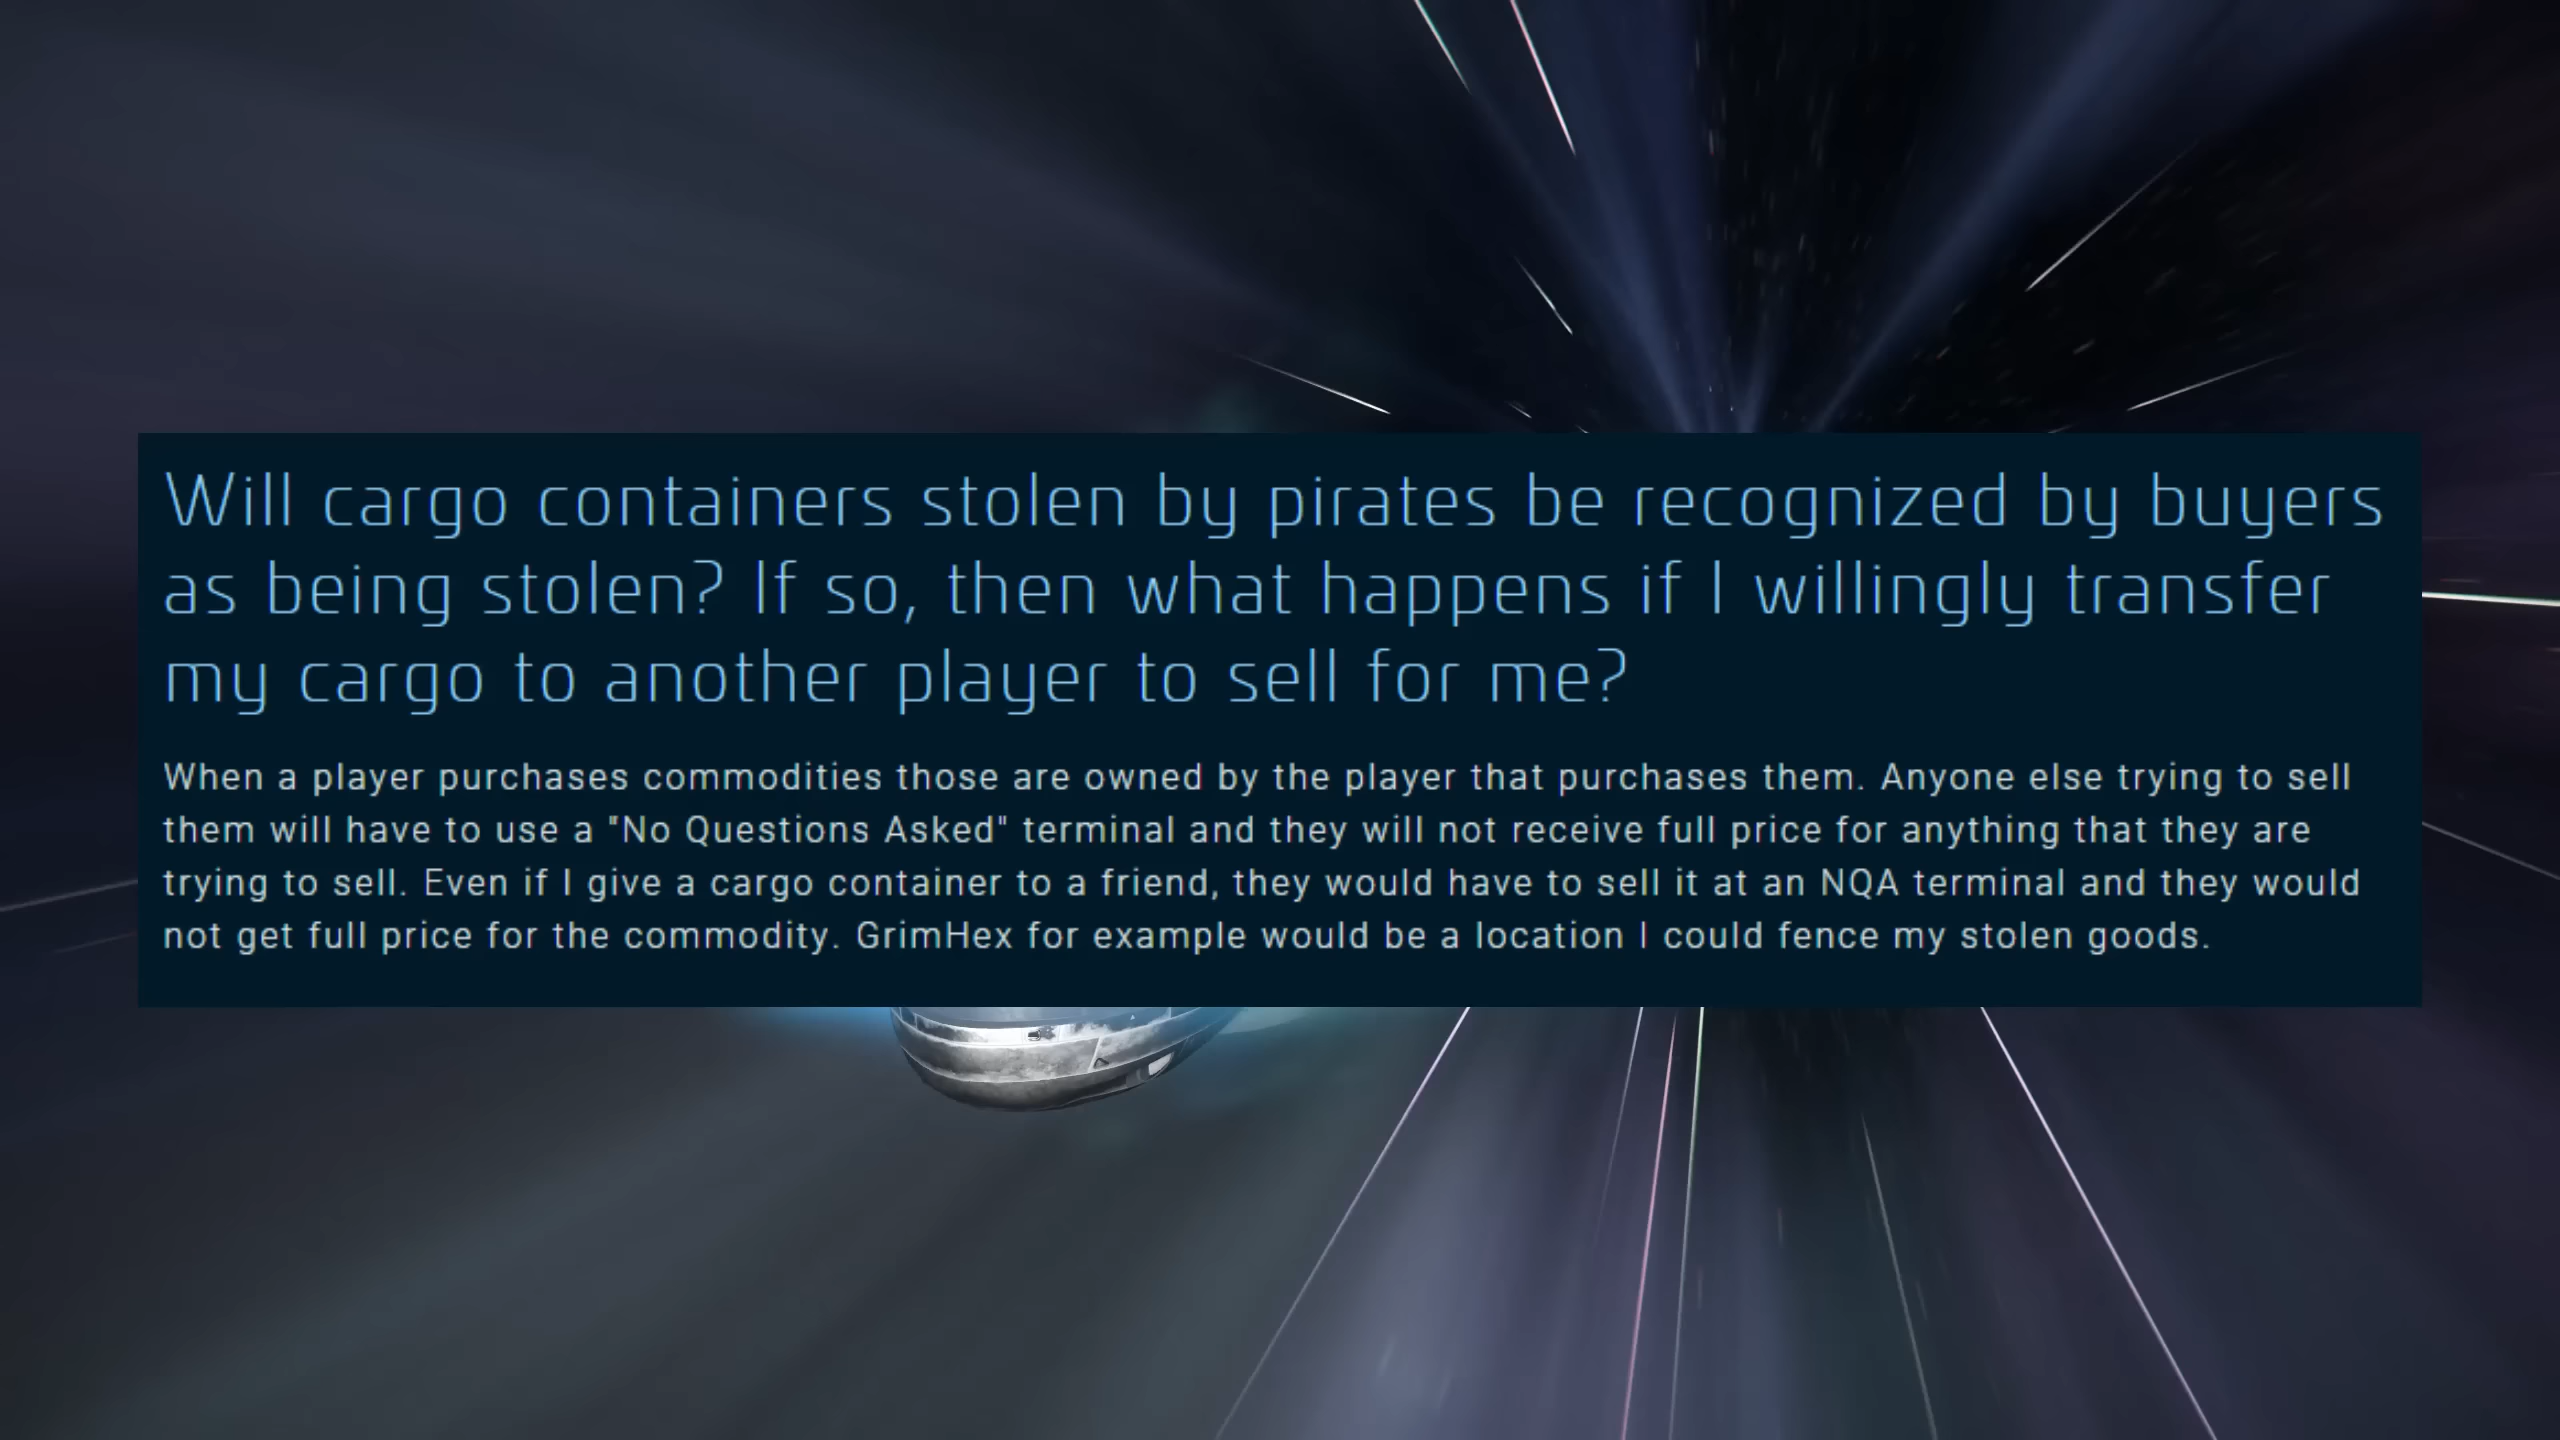 Will cargo containers stolen by pirates be recognized by buyers
as being stolen? If so, then what happens if I willingly transfer
my cargo to another player to sell for me?
When a player purchases commodities those are owned by the player that purchases them. Anyone else trying to sell
them will have to use a "No Questions Asked" terminal and they will not receive full price for anything that they are
trying to sell. Even if I give a cargo container to a friend, they would have to sell it at an NQA terminal and they would
not get full price for the commodity. GrimHex for example would be a location I could fence my stolen goods.